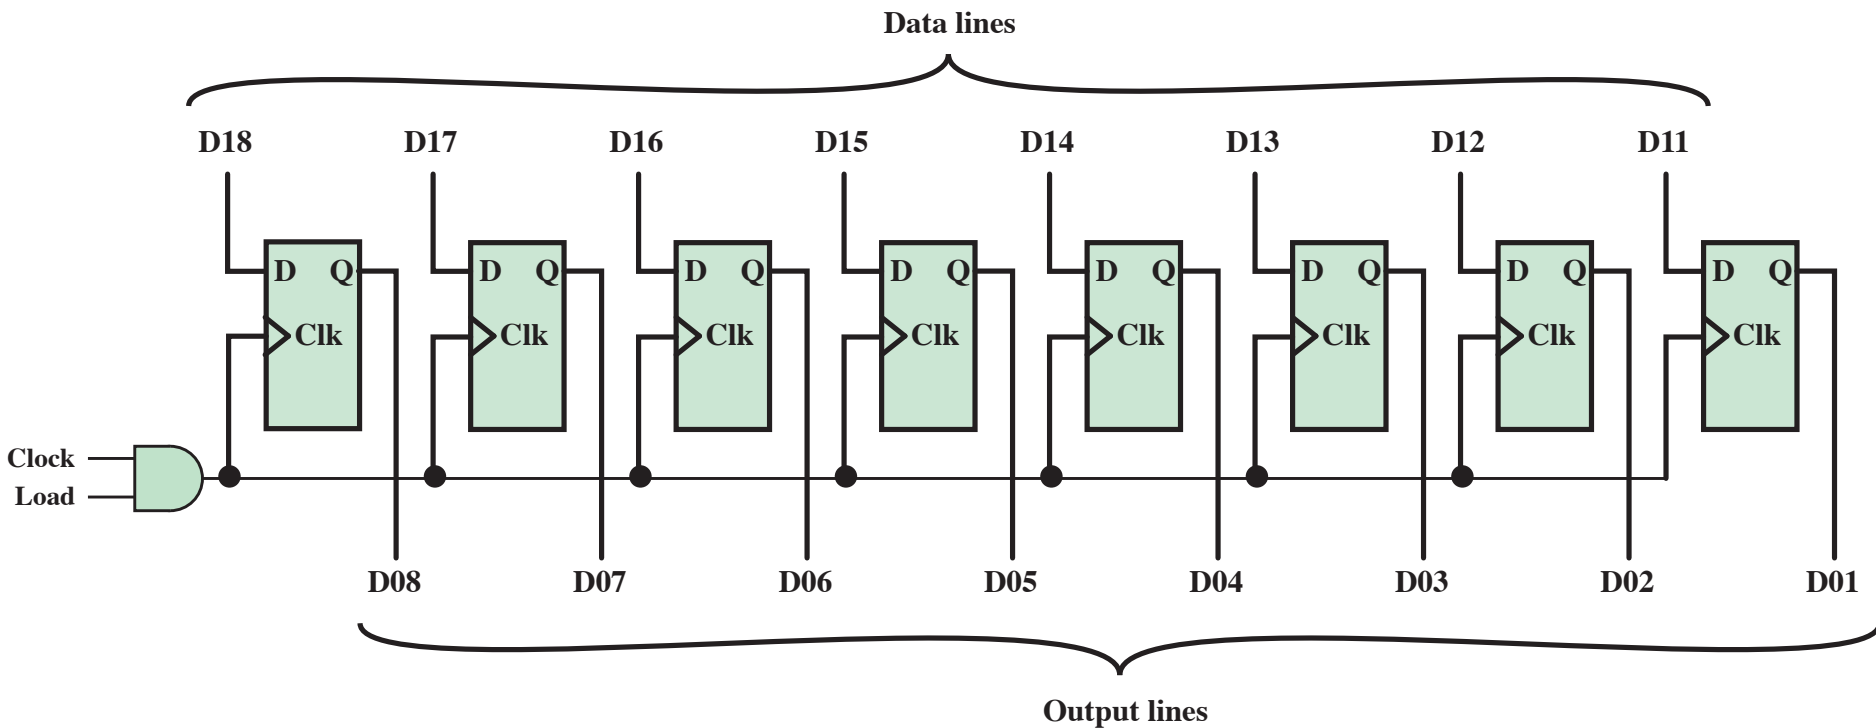 Data lines
D18 D17 D16 D15 D14 D13 D12 D11
D Q D Q D Q D Q D Q D Q D Q D Q
Clk Clk Clk Clk Clk Clk Clk Clk
Clock
Load
D08 D07 D06 D05 D04 D03 D02 D01
Output lines